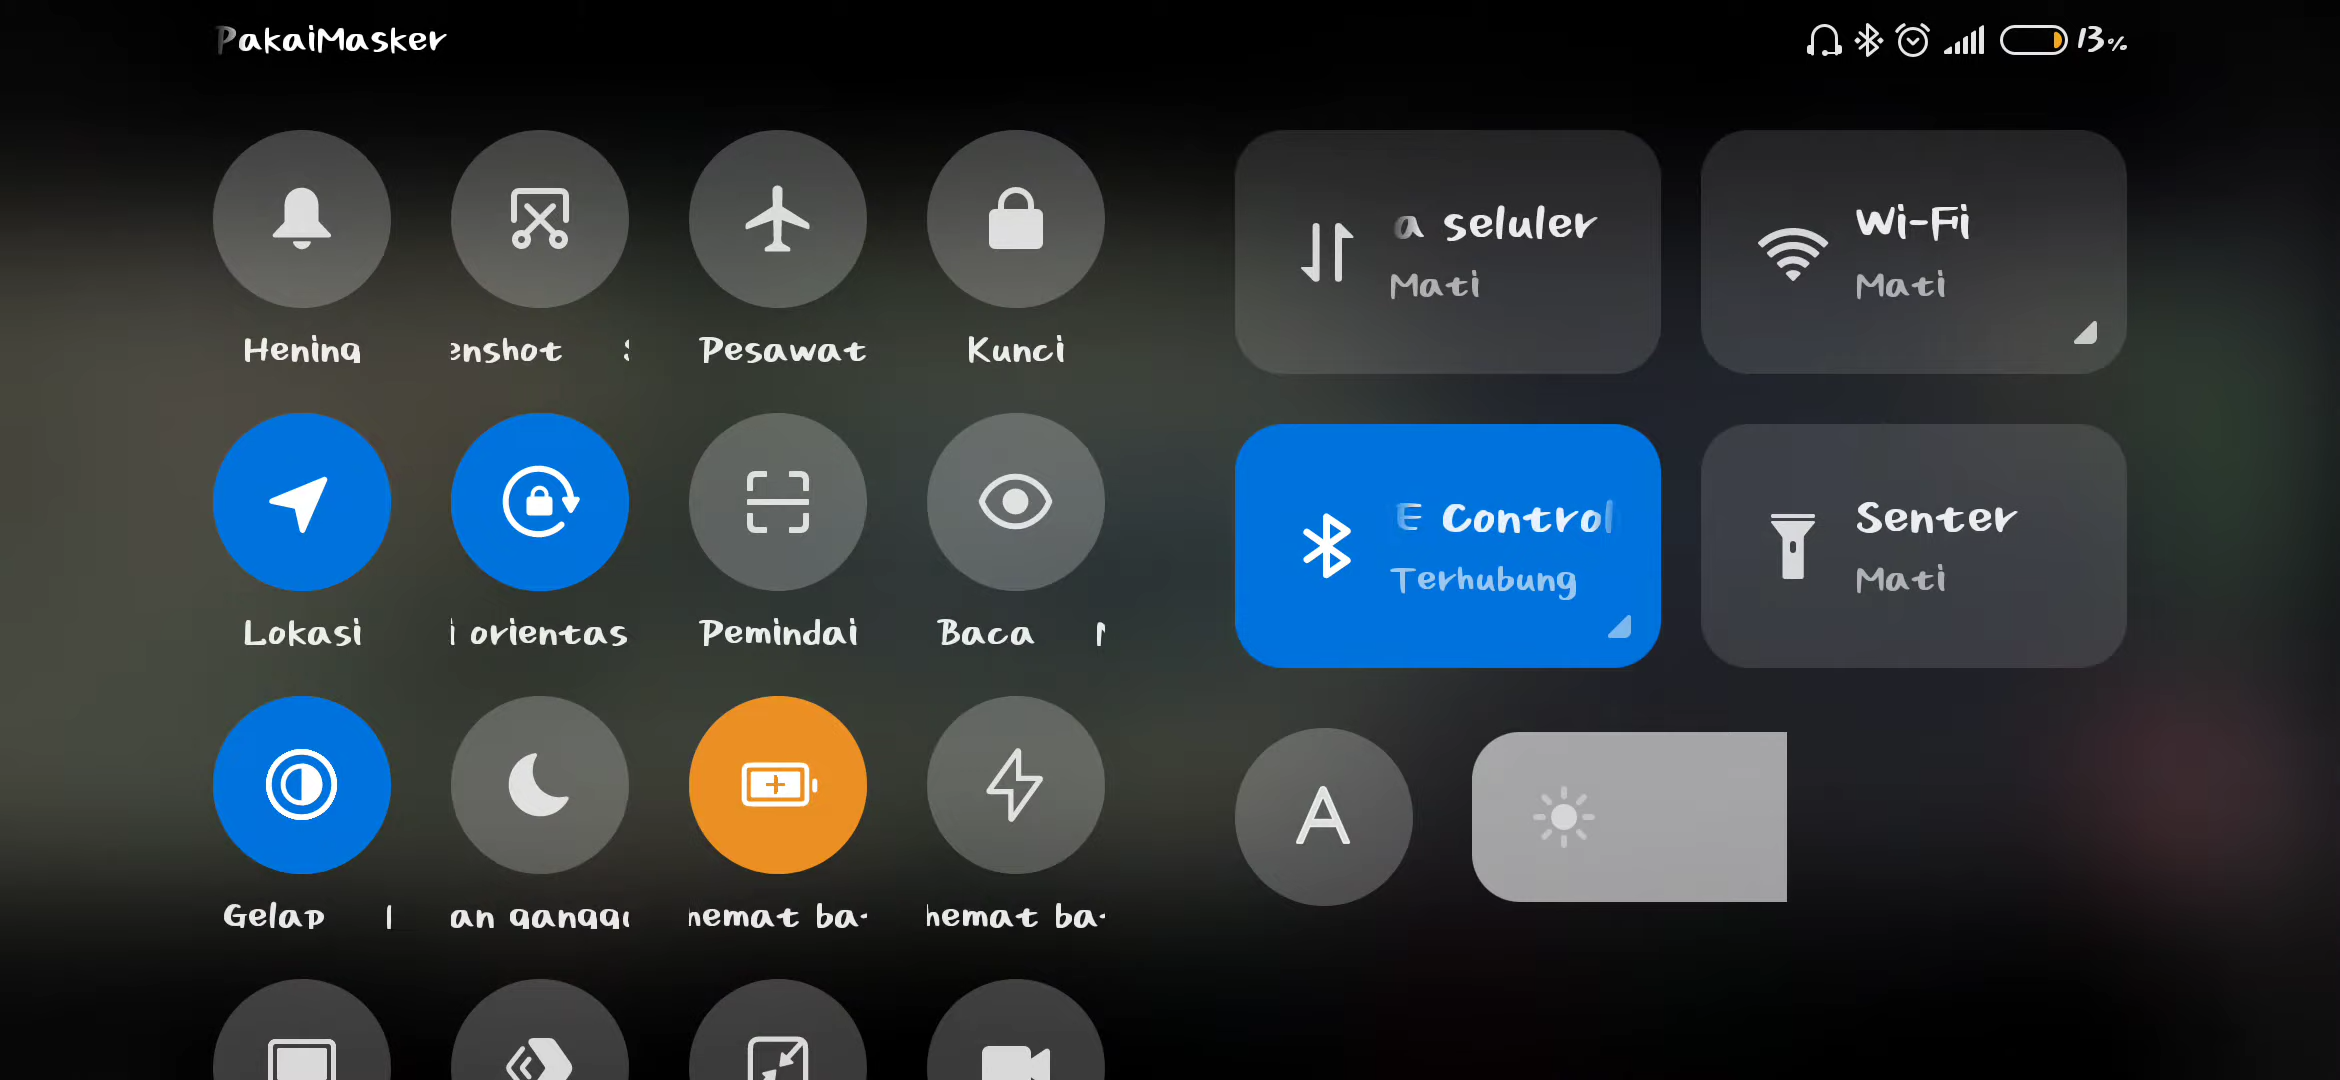 PakaiMasker
13%
Hening
enshot
Pesawat
Kunci
a seluler
Mati
Wi-Fi
Mati
Lokasi
i orientas
Pemindai
Baca
E Control
Terhubung
Senter
Mati
Gelap
an ganggu
hemat ba
hemat ba
A